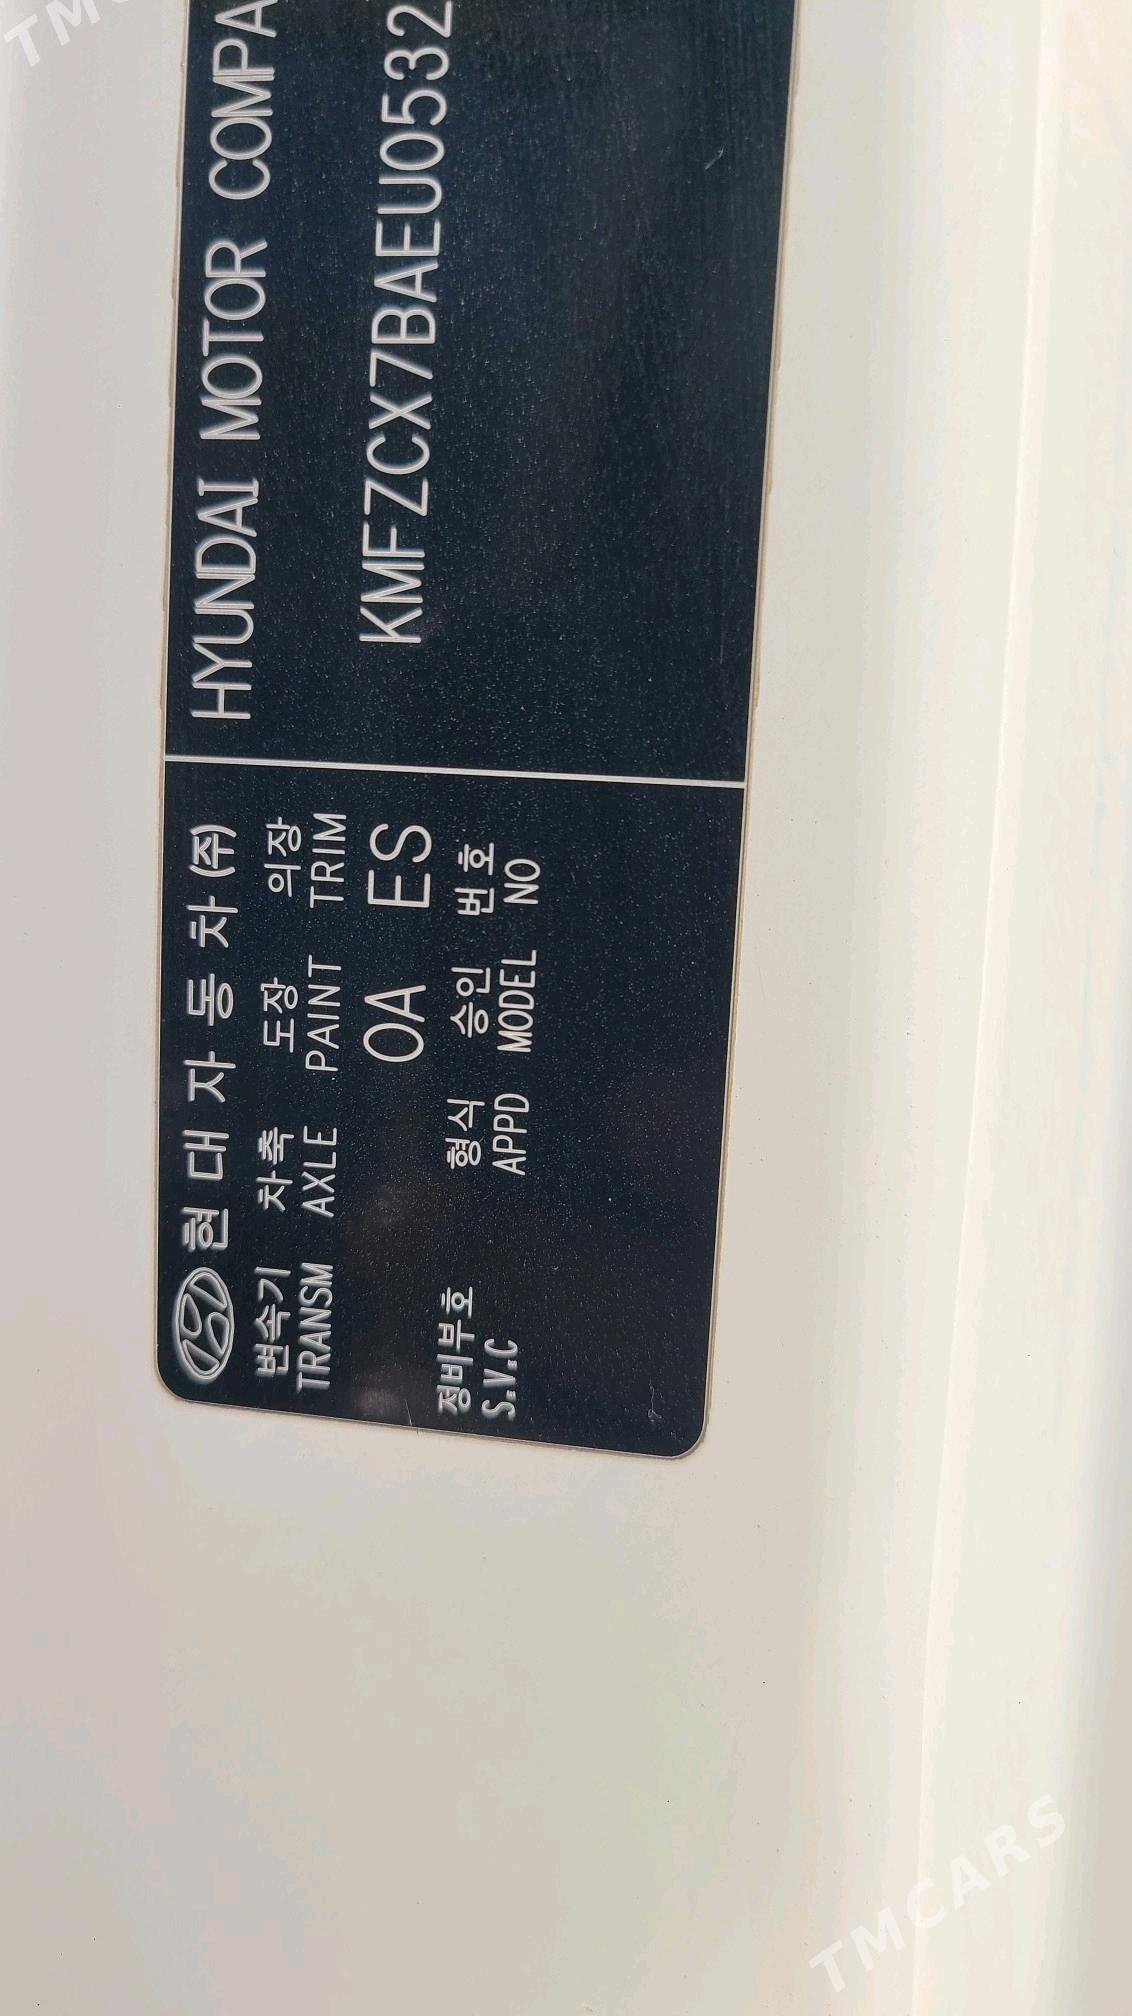 현대자동차(주)
변속기 차축 도장 의장
TRANSM AXLE PAINT TRIM
OA ES
정비부호 형식 승인 번호
S.V.C APPD MODEL NO
HYUNDAI MOTOR COMPA
KMFZCX7BAEU0532
TMCARS